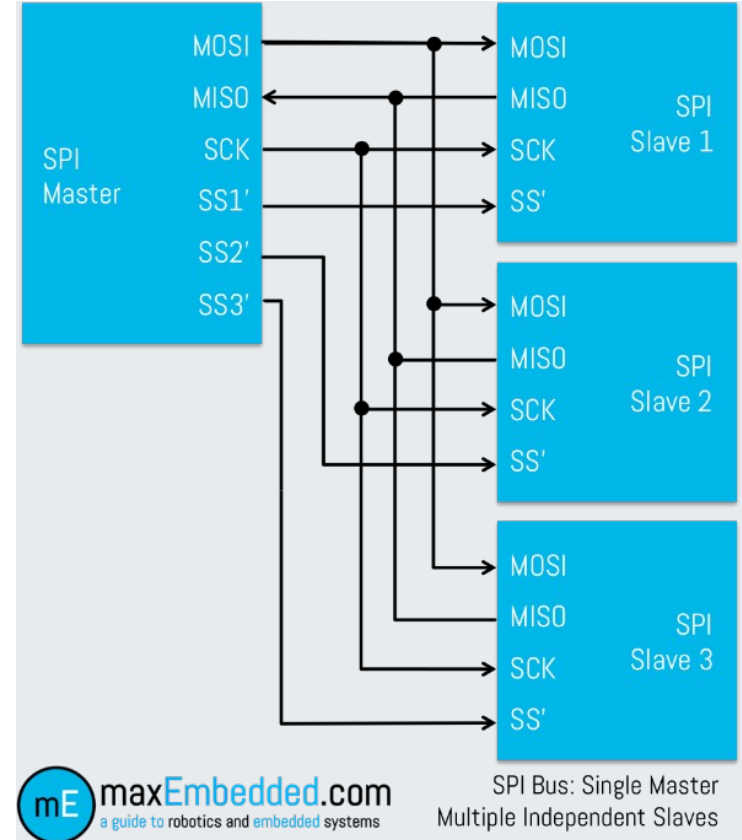 SPI
Master
MOSI
MISO
SCK
SS1'
SS2'
SS3'
MOSI
MISO
SCK
SS'
SPI
Slave 1
MOSI
MISO
SCK
SS'
SPI
Slave 2
MOSI
MISO
SCK
SS'
SPI
Slave 3
mE
maxEmbedded.com
a guide to robotics and embedded systems
SPI Bus: Single Master
Multiple Independent Slaves